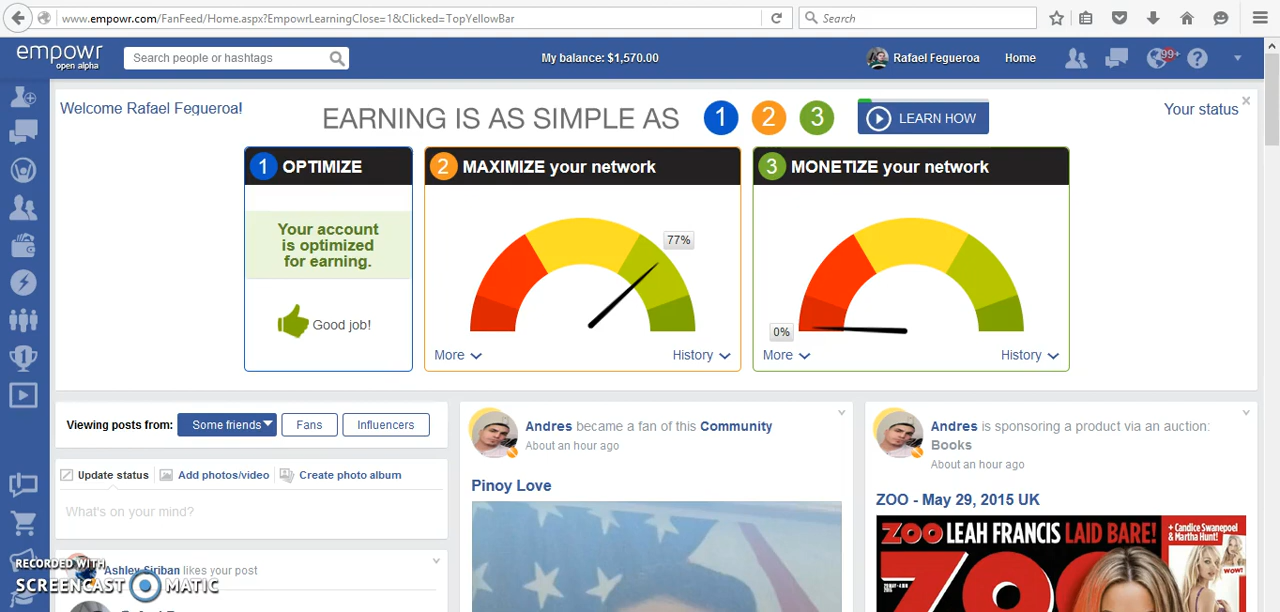 www.empowr.com/FanFeed/Home.aspx?EmpowrLearningClose=1&Clicked=TopYellowBar
Search
empowr
open alpha
Search people or hashtags
My balance: $1,570.00
Rafael Fegueroa
Home
99+
Welcome Rafael Fegueroa!
EARNING IS AS SIMPLE AS 1 2 3
LEARN HOW
Your status
1 OPTIMIZE
2 MAXIMIZE your network
3 MONETIZE your network
Your account
is optimized
for earning.
Good job!
77%
More
History
0%
More
History
Viewing posts from:
Some friends
Fans
Influencers
Update status
Add photos/video
Create photo album
What's on your mind?
Ashley Siriban likes your post
Andres became a fan of this Community
About an hour ago
Pinoy Love
Andres is sponsoring a product via an auction:
Books
About an hour ago
ZOO - May 29, 2015 UK
ZOO LEAH FRANCIS LAID BARE!
+ Candice Swanepoel
& Martha Hunt!
WOW!
ZOO
RECORDED WITH
SCREENCAST MATIC